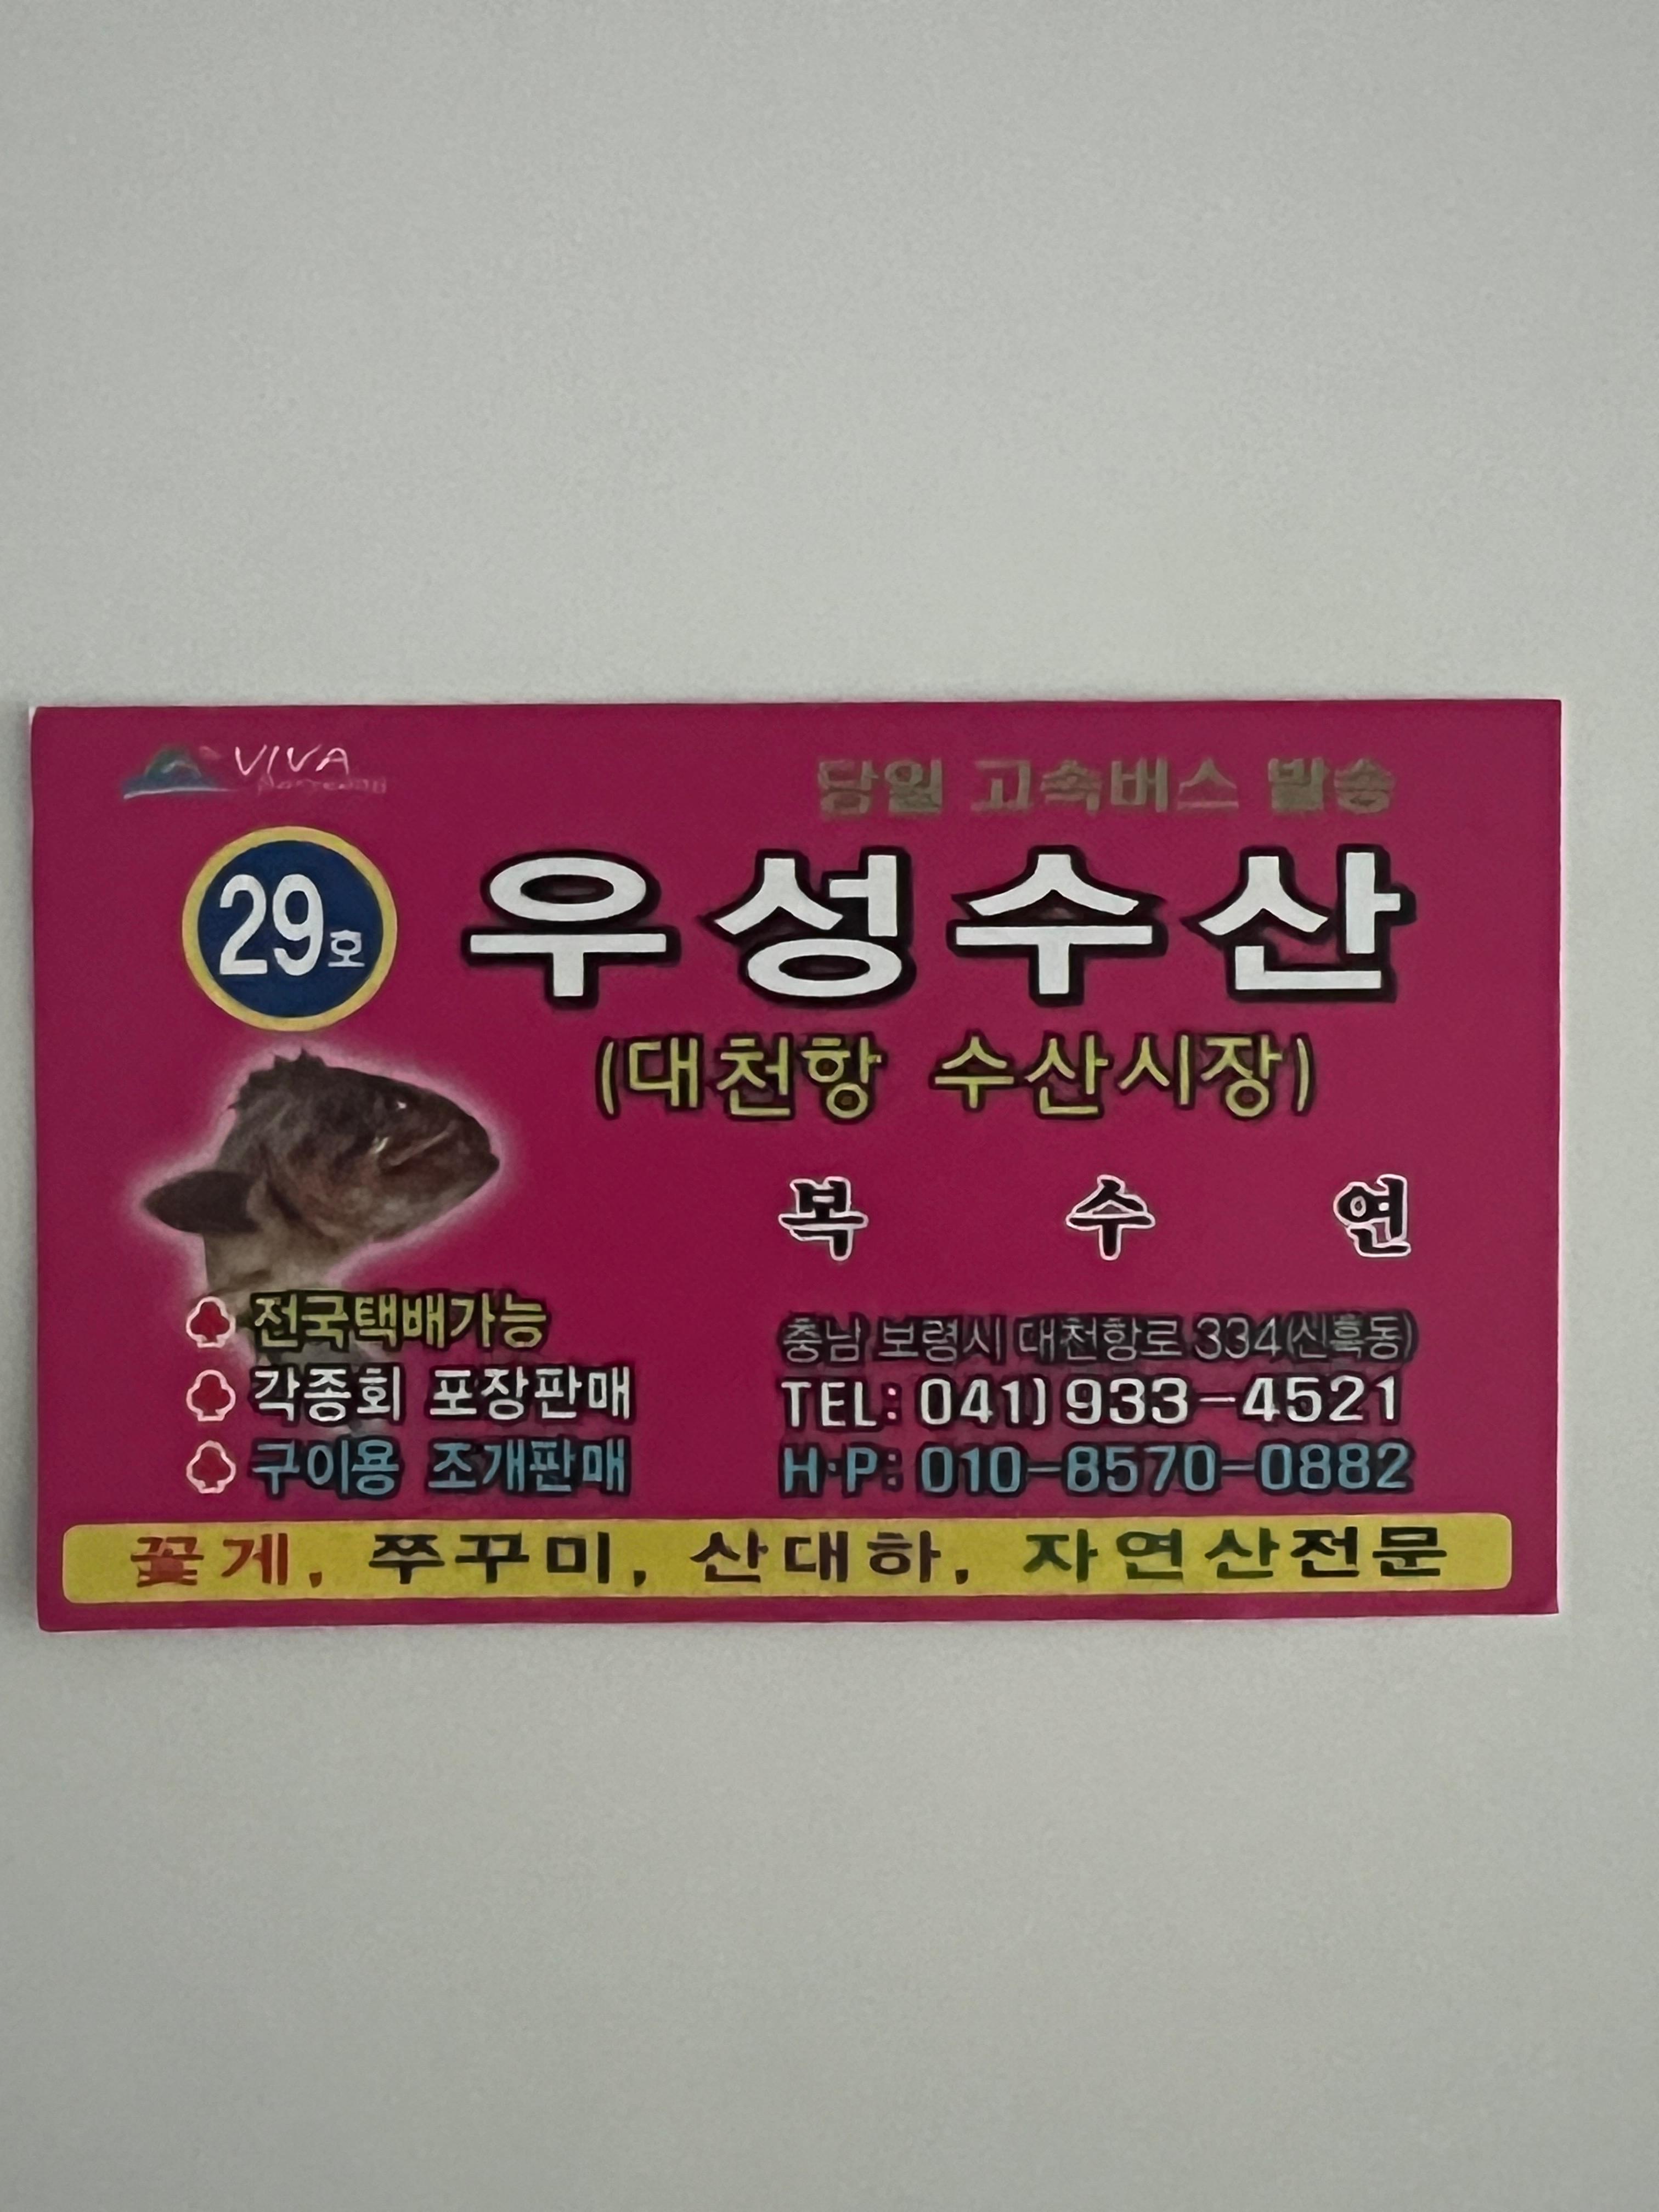 VIVA
당일 고속버스 발송
29호
우성수산
(대천항 수산시장)
복 수 연
전국택배가능
각종회 포장판매
구이용 조개판매
충남 보령시 대천항로 334(신흑동)
TEL: 041)933-4521
H·P: 010-8570-0882
꽃게, 쭈꾸미, 산대하, 자연산전문